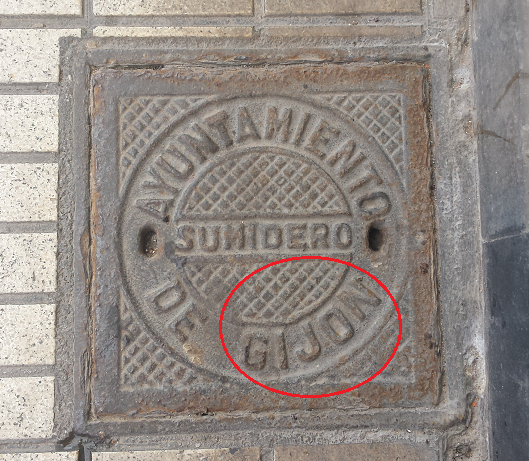 AYUNTAMIENTO
SUMIDERO
DE GIJON